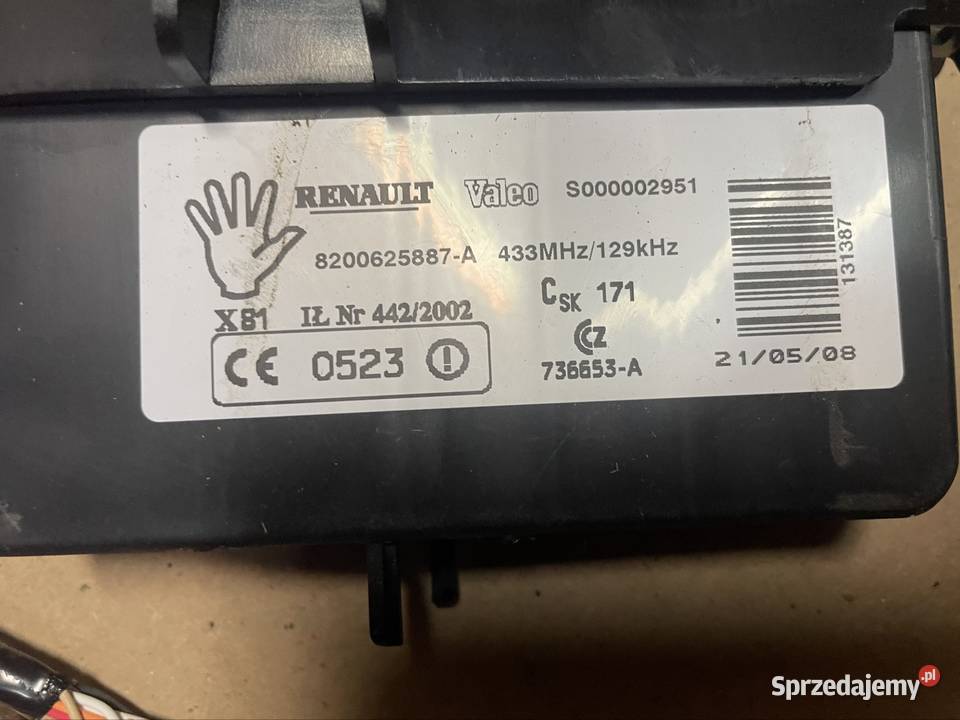 RENAULT Valeo S000002951
8200625887-A 433MHz/129kHz
131387
X81 IŁ Nr 442/2002 CSK 171
CE 0523
CCZ
736653-A
21/05/08
Sprzedajemy.pl